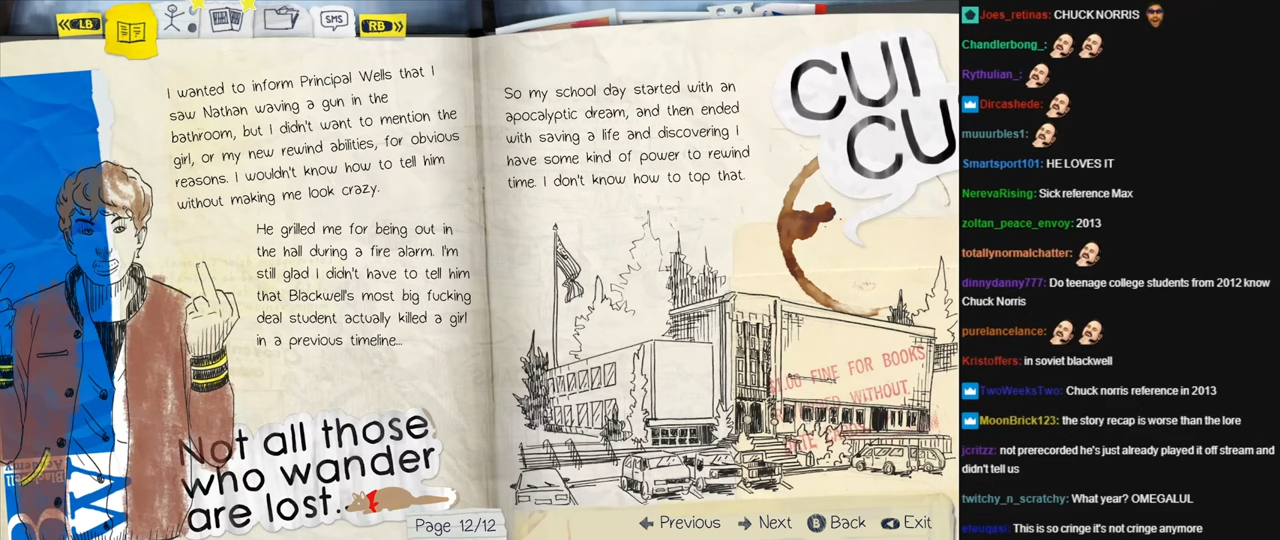 LB
SMS
RB
I wanted to inform Principal Wells that I
saw Nathan waving a gun in the
bathroom, but I didn't want to mention the
girl, or my new rewind abilities, for obvious
reasons. I wouldn't know how to tell him
without making me look crazy.
He grilled me for being out in
the hall during a fire alarm. I'm
still glad I didn't have to tell him
that Blackwell's most big fucking
deal student actually killed a girl
in a previous timeline...
Not all those
who wander
are lost.
Page 12/12
So my school day started with an
apocalyptic dream, and then ended
with saving a life and discovering I
have some kind of power to rewind
time. I don't know how to top that.
CUI
CU
$1.00 FINE FOR BOOKS
WITHOUT
Previous
Next
B Back
Exit
Joes_retinas: CHUCK NORRIS
Chandlerbong_:
Rythulian_:
Dircashede:
muuurbles1:
Smartsport101: HE LOVES IT
NerevaRising: Sick reference Max
zoltan_peace_envoy: 2013
totallynormalchatter:
dinnydanny777: Do teenage college students from 2012 know
Chuck Norris
purelancelance:
Kristoffers: in soviet blackwell
TwoWeeksTwo: Chuck norris reference in 2013
MoonBrick123: the story recap is worse than the lore
jcritzz: not prerecorded he's just already played it off stream and
didn't tell us
twitchy_n_scratchy: What year? OMEGALUL
eteuqasi: This is so cringe it's not cringe anymore